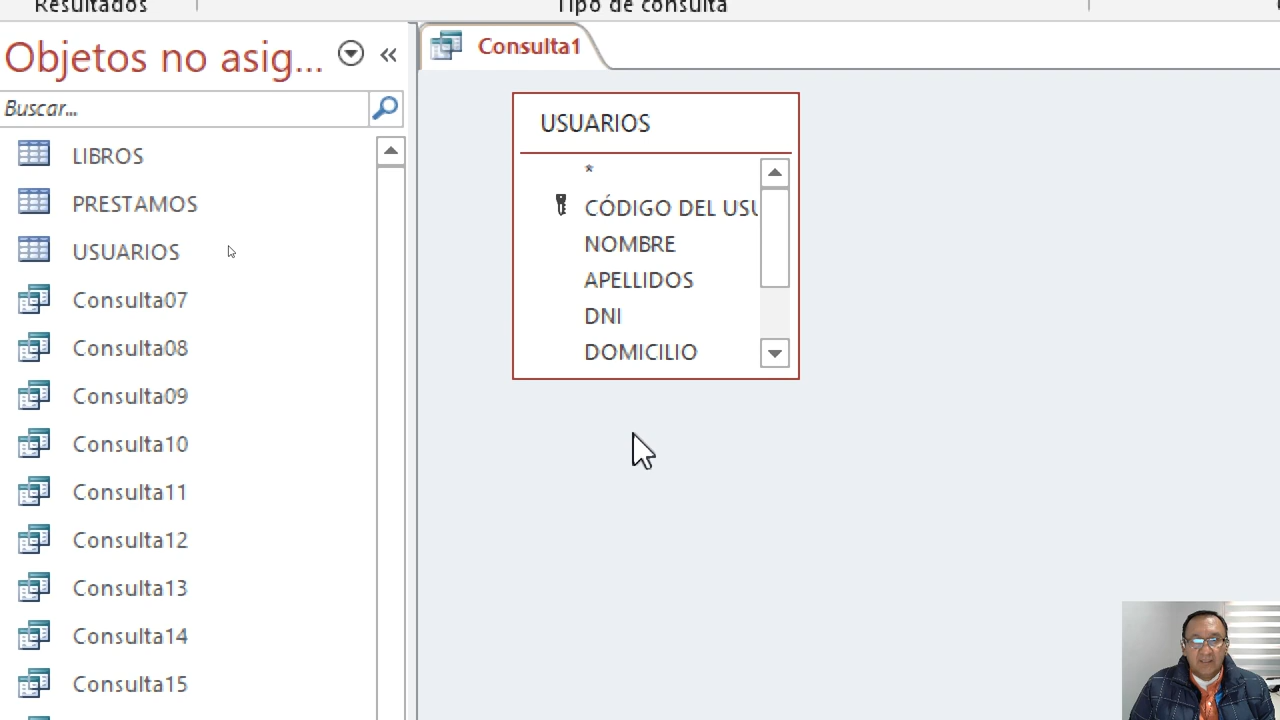 Resultados
Tipo de consulta
Objetos no asig...
Buscar...
LIBROS
PRESTAMOS
USUARIOS
Consulta07
Consulta08
Consulta09
Consulta10
Consulta11
Consulta12
Consulta13
Consulta14
Consulta15
Consulta1
USUARIOS
*
CÓDIGO DEL USU
NOMBRE
APELLIDOS
DNI
DOMICILIO